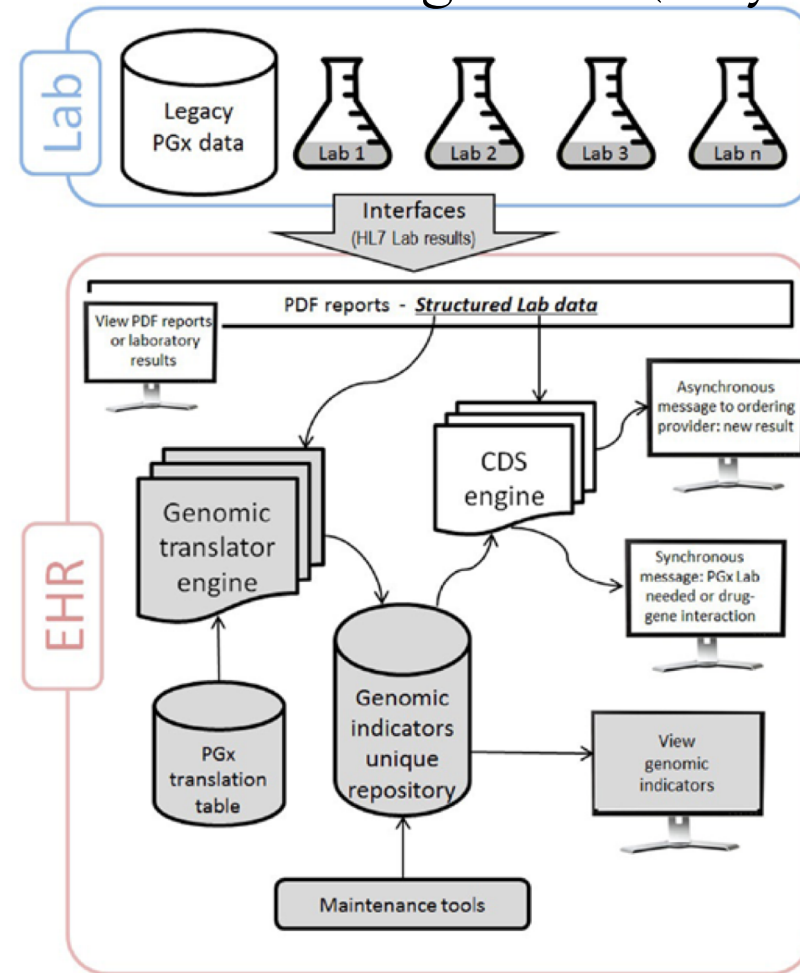 Lab
Legacy
PGx data
Lab 1
Lab 2
Lab 3
Lab n
Interfaces
(HL7 Lab results)
EHR
PDF reports - Structured Lab data
View PDF reports
or laboratory
results
Asynchronous
message to ordering
provider: new result
CDS
engine
Genomic
translator
engine
Synchronous
message: PGx Lab
needed or drug-
gene interaction
Genomic
indicators
unique
repository
PGx
translation
table
View
genomic
indicators
Maintenance tools